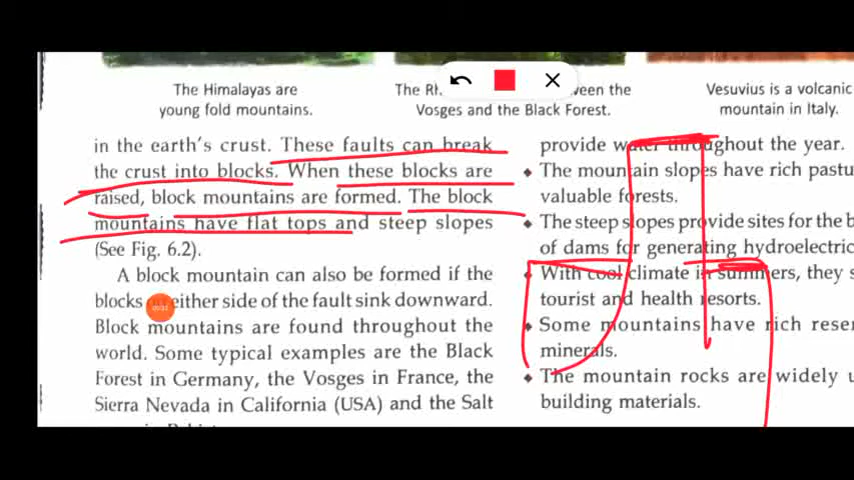 The Himalayas are
young fold mountains.
The Rh
ween the
Vosges and the Black Forest.
Vesuvius is a volcanic
mountain in Italy.
in the earth's crust. These faults can break
the crust into blocks. When these blocks are
raised, block mountains are formed. The block
mountains have flat tops and steep slopes
(See Fig. 6.2).
A block mountain can also be formed if the
blocks either side of the fault sink downward.
Block mountains are found throughout the
world. Some typical examples are the Black
Forest in Germany, the Vosges in France, the
Sierra Nevada in California (USA) and the Salt
provide water throughout the year.
• The mountain slopes have rich pastu
valuable forests.
• The steep slopes provide sites for the b
of dams for generating hydroelectric
• With cool climate in summers, they s
tourist and health resorts.
• Some mountains have rich reser
minerals.
• The mountain rocks are widely u
building materials.